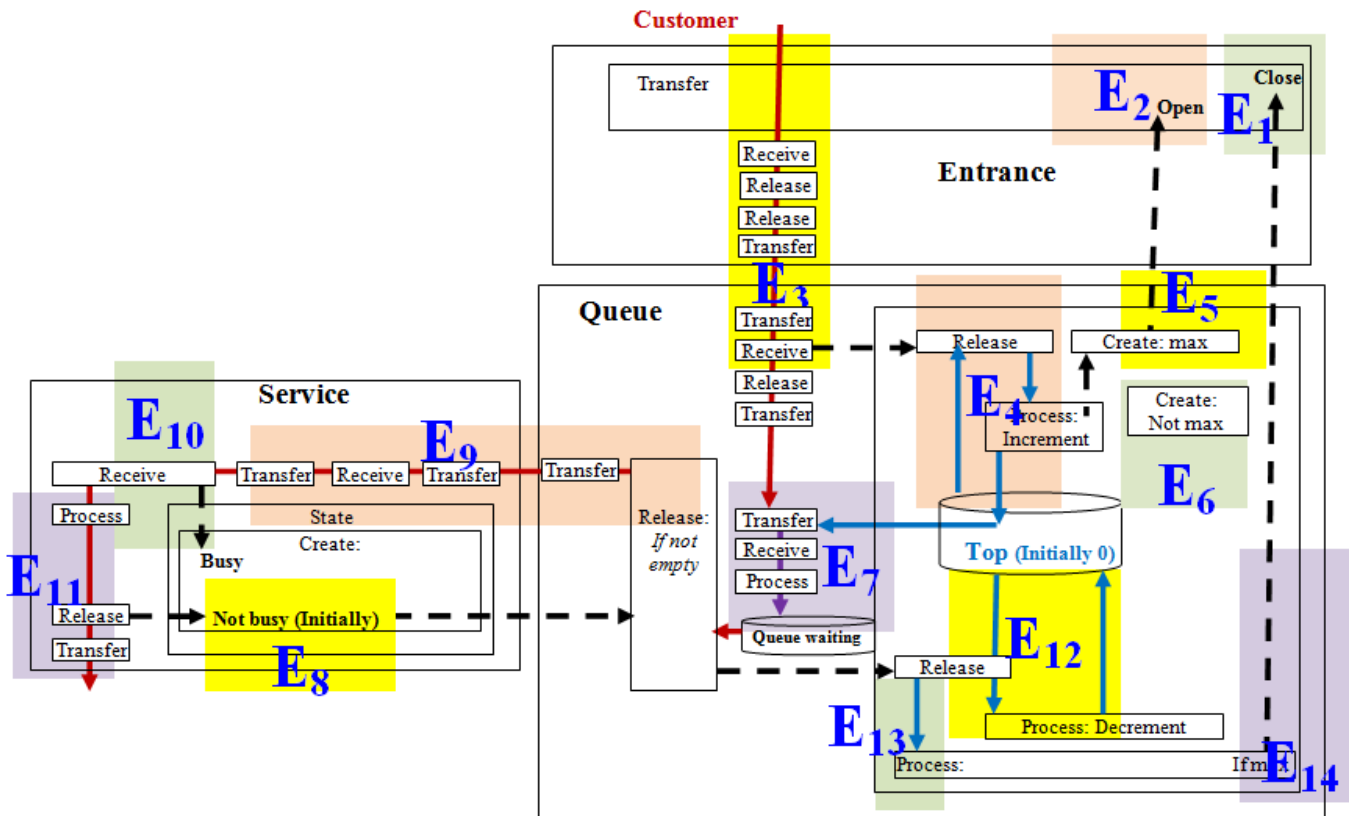 Customer
Transfer
Close
E2
Open
E1
Receive
Entrance
Release
Release
Transfer
E3
Queue
E5
Transfer
Release
Create: max
Receive
Release
Transfer
E4
Process:
Increment
Create:
Not max
Service
E10
E9
Receive
Transfer
Receive
Transfer
Transfer
E6
Process
State
Create:
Release:
If not
empty
Transfer
Receive
Process
E7
Top (Initially 0)
Busy
E11
Release
Not busy (Initially)
Transfer
E8
Queue waiting
Release
E12
Process: Decrement
E13
Process:
If max
E14